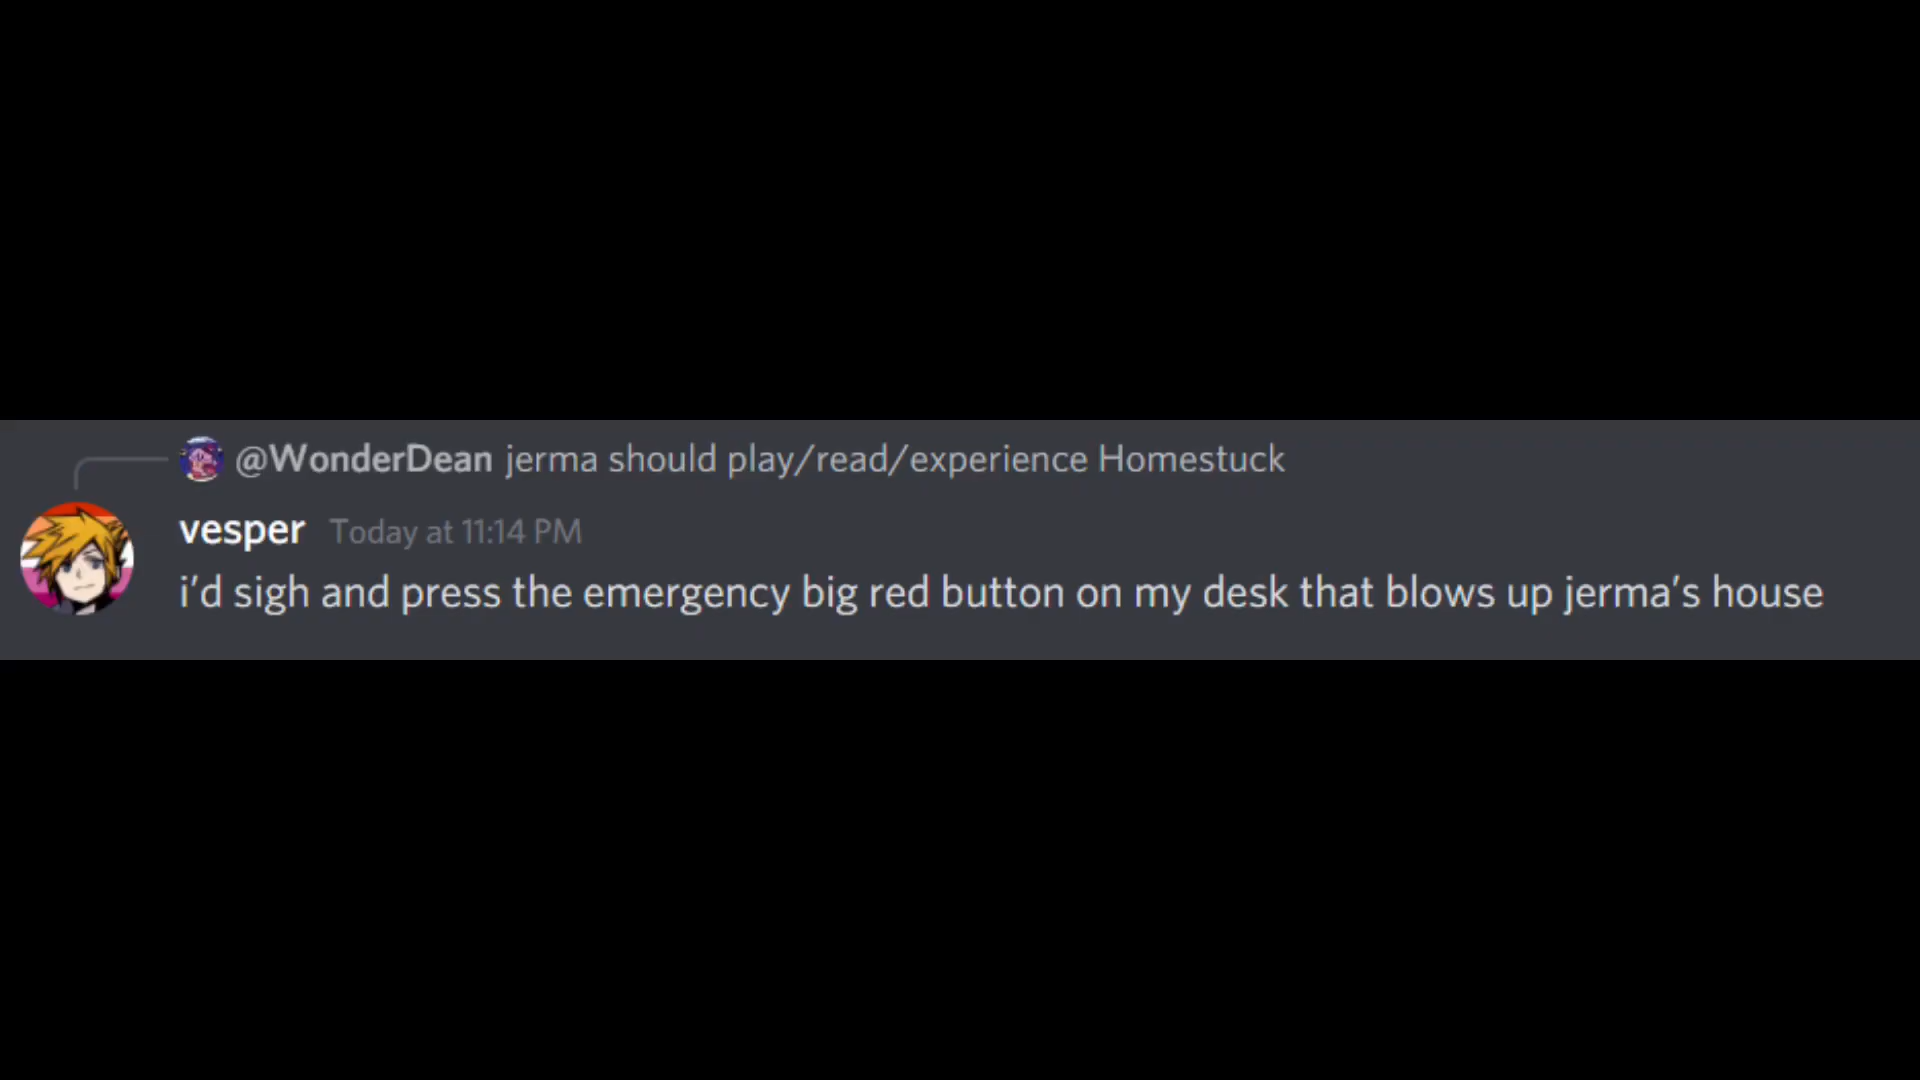 @WonderDean jerma should play/read/experience Homestuck
vesper Today at 11:14 PM
i’d sigh and press the emergency big red button on my desk that blows up jerma’s house